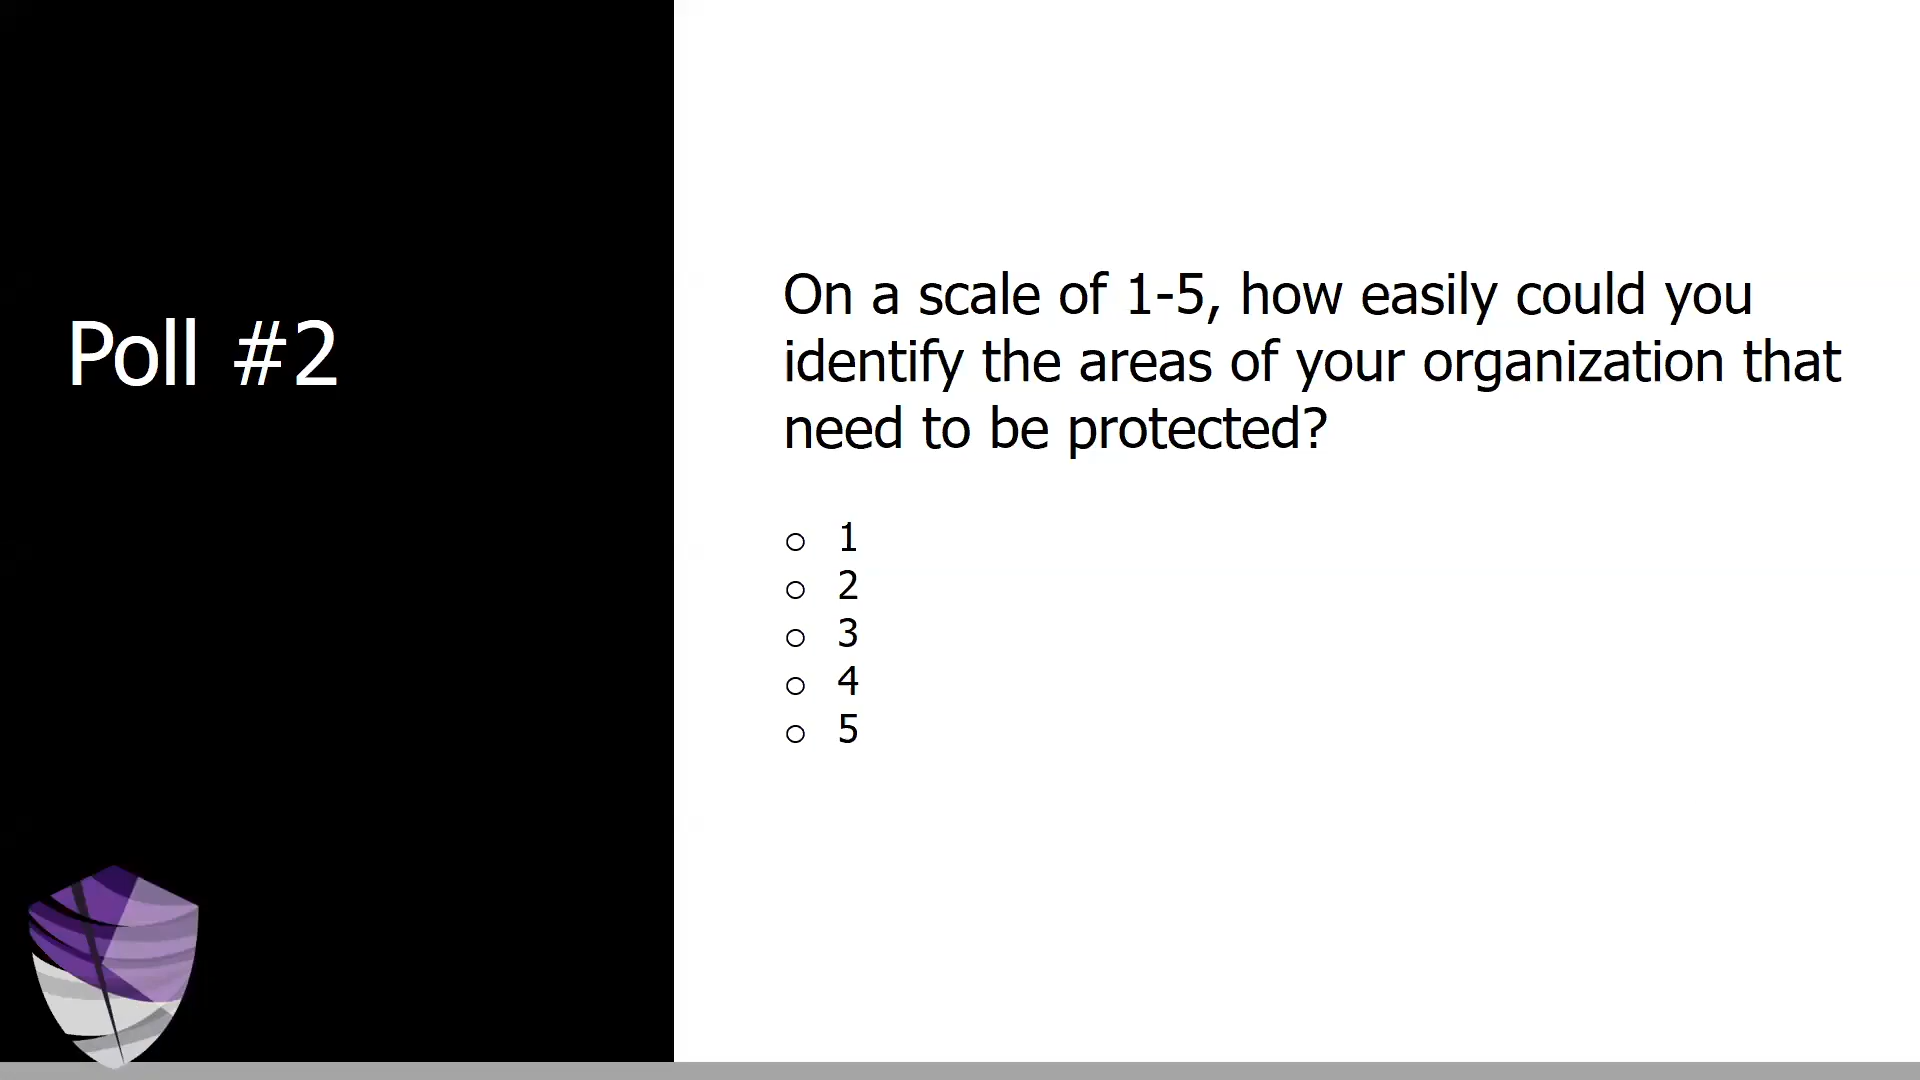 Poll #2
On a scale of 1-5, how easily could you
identify the areas of your organization that
need to be protected?
○ 1
○ 2
○ 3
○ 4
○ 5